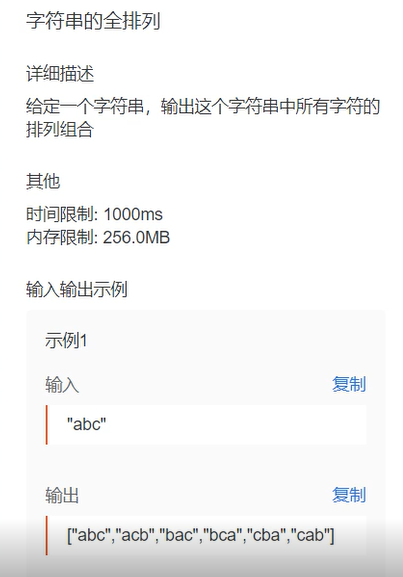 字符串的全排列
详细描述
给定一个字符串，输出这个字符串中所有字符的
排列组合
其他
时间限制: 1000ms
内存限制: 256.0MB
输入输出示例
示例1
输入 复制
"abc"
输出 复制
["abc","acb","bac","bca","cba","cab"]